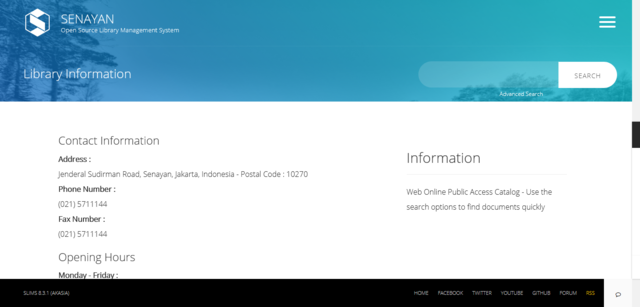 SENAYAN
Open Source Library Management System
Library Information
SEARCH
Advanced Search
Contact Information
Address :
Jenderal Sudirman Road, Senayan, Jakarta, Indonesia - Postal Code : 10270
Phone Number :
(021) 5711144
Fax Number :
(021) 5711144
Opening Hours
Monday - Friday :
Information
Web Online Public Access Catalog - Use the
search options to find documents quickly
SLIMS 8.3.1 (AKASIA)
HOME FACEBOOK TWITTER YOUTUBE GITHUB FORUM RSS